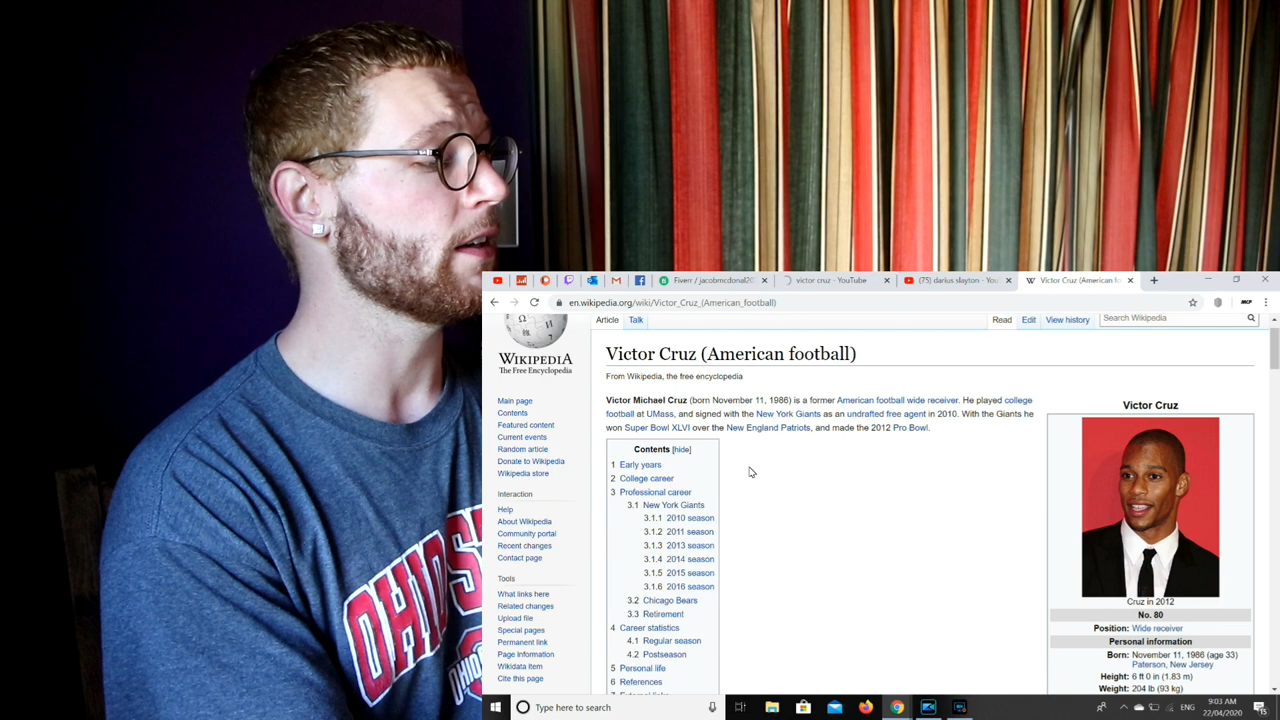 Fiverr / jacobmcdonal20
victor cruz - YouTube
(75) darius slayton - You
Victor Cruz (American fo
en.wikipedia.org/wiki/Victor_Cruz_(American_football)
WIKIPEDIA
The Free Encyclopedia
Main page
Contents
Featured content
Current events
Random article
Donate to Wikipedia
Wikipedia store
Interaction
Help
About Wikipedia
Community portal
Recent changes
Contact page
Tools
What links here
Related changes
Upload file
Special pages
Permanent link
Page information
Wikidata item
Cite this page
Article Talk
Read Edit View history
Search Wikipedia
Victor Cruz (American football)
From Wikipedia, the free encyclopedia
Victor Michael Cruz (born November 11, 1986) is a former American football wide receiver. He played college
football at UMass, and signed with the New York Giants as an undrafted free agent in 2010. With the Giants he
won Super Bowl XLVI over the New England Patriots, and made the 2012 Pro Bowl.
Contents [hide]
1 Early years
2 College career
3 Professional career
3.1 New York Giants
3.1.1 2010 season
3.1.2 2011 season
3.1.3 2013 season
3.1.4 2014 season
3.1.5 2015 season
3.1.6 2016 season
3.2 Chicago Bears
3.3 Retirement
4 Career statistics
4.1 Regular season
4.2 Postseason
5 Personal life
6 References
Victor Cruz
Cruz in 2012
No. 80
Position: Wide receiver
Personal information
Born: November 11, 1986 (age 33)
Paterson, New Jersey
Height: 6 ft 0 in (1.83 m)
Weight: 204 lb (93 kg)
Type here to search
ENG
9:03 AM
22/04/2020